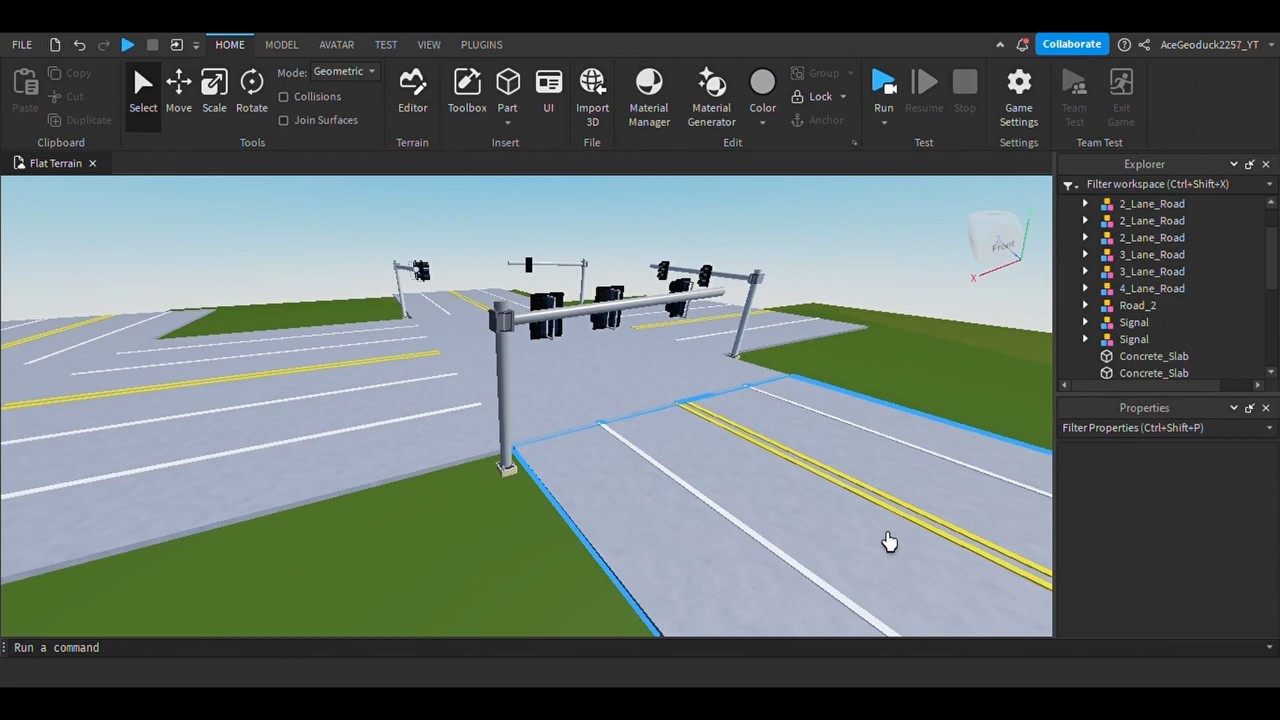 FILE HOME MODEL AVATAR TEST VIEW PLUGINS Collaborate AceGeoduck2257_YT
Paste Copy Cut Duplicate
Clipboard
Select Move Scale Rotate Mode: Geometric
Collisions
Join Surfaces
Tools
Editor
Terrain
Toolbox Part UI
Insert
Import
3D
File
Material
Manager
Material
Generator
Color
Group
Lock
Anchor
Edit
Run Resume Stop
Test
Game
Settings
Settings
Team
Test
Exit
Game
Team Test
Flat Terrain
Explorer
Filter workspace (Ctrl+Shift+X)
2_Lane_Road
2_Lane_Road
2_Lane_Road
3_Lane_Road
3_Lane_Road
4_Lane_Road
Road_2
Signal
Signal
Concrete_Slab
Concrete_Slab
Properties
Filter Properties (Ctrl+Shift+P)
Front
X
Run a command